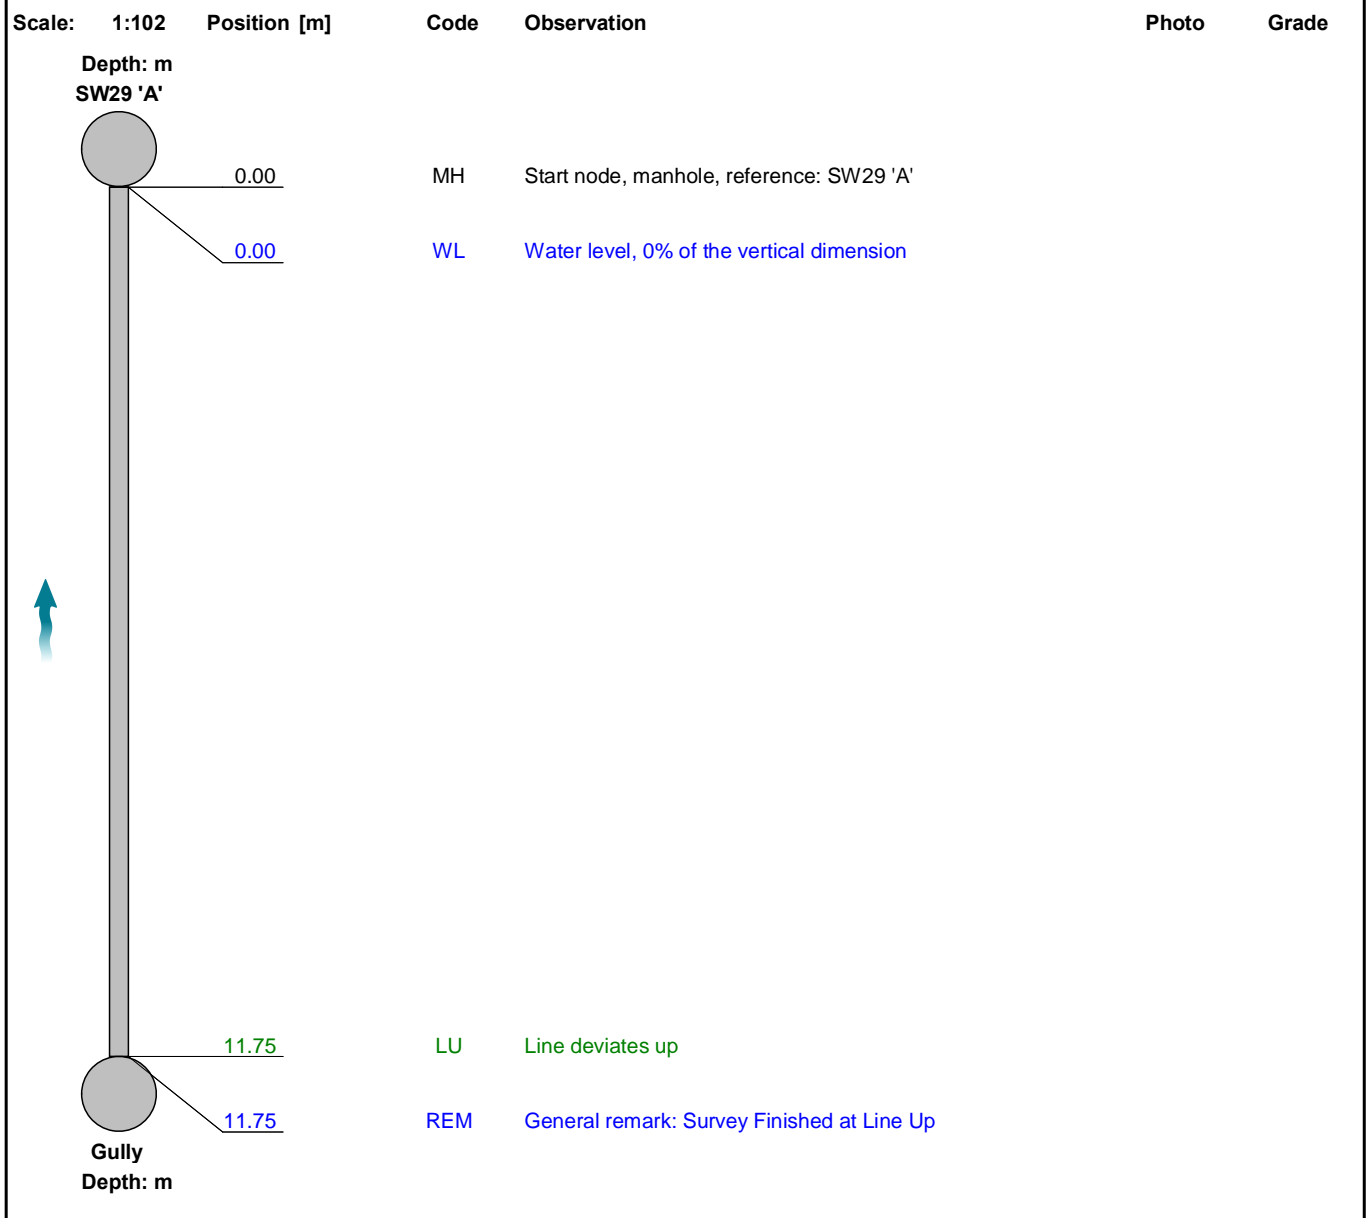 Scale: 1:102 Position [m] Code Observation Photo Grade
Depth: m
SW29 'A'
0.00 MH Start node, manhole, reference: SW29 'A'
0.00 WL Water level, 0% of the vertical dimension
11.75 LU Line deviates up
11.75 REM General remark: Survey Finished at Line Up
Gully
Depth: m